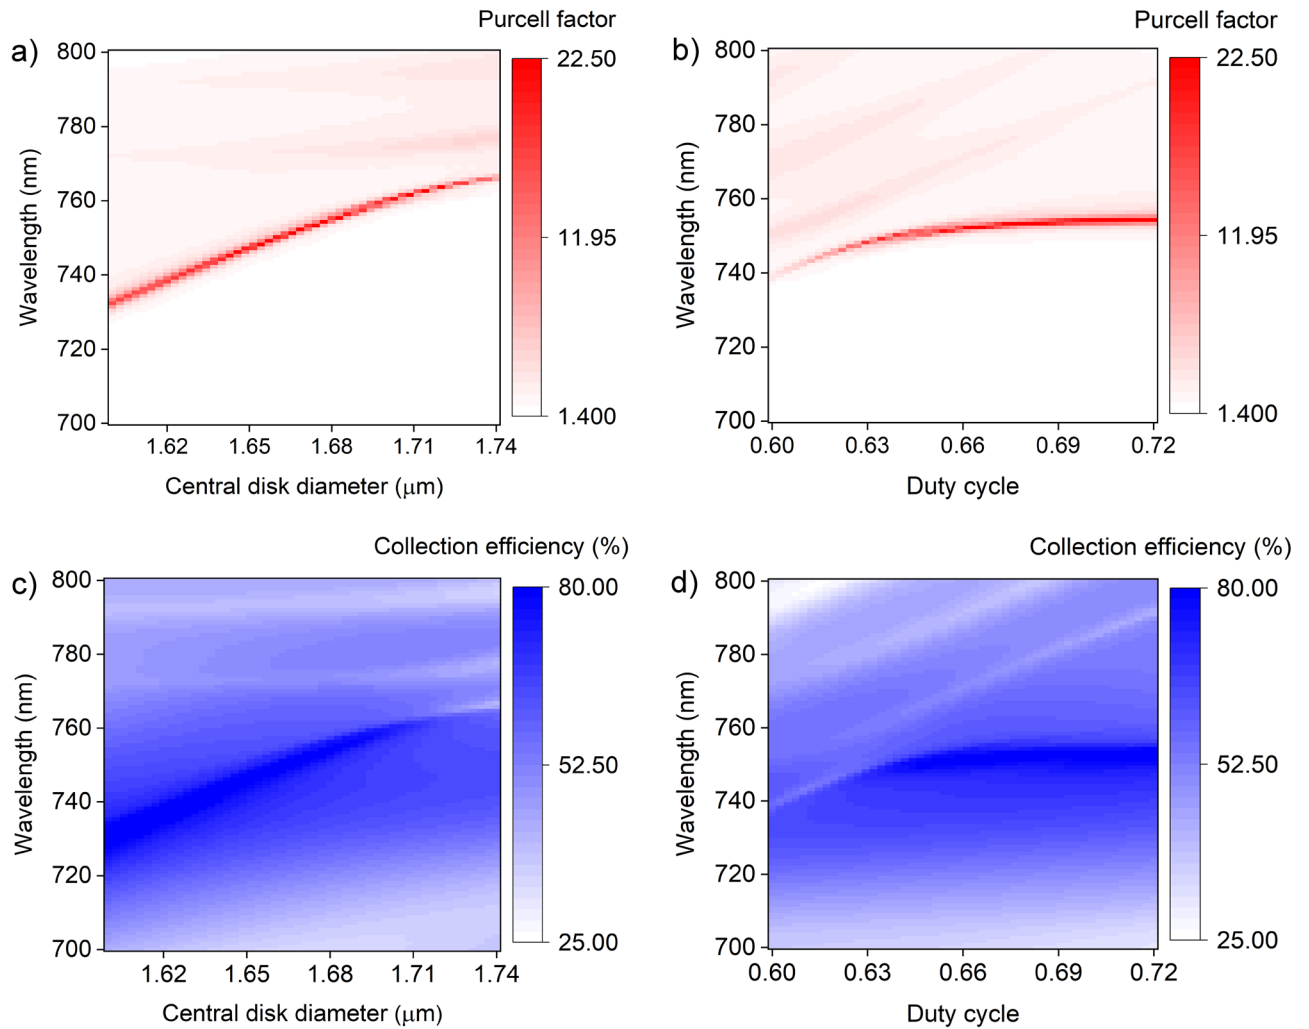 a)
Purcell factor
800
780
760
740
720
700
Wavelength (nm)
1.62 1.65 1.68 1.71 1.74
Central disk diameter (μm)
22.50
11.95
1.400
b)
Purcell factor
800
780
760
740
720
700
Wavelength (nm)
0.60 0.63 0.66 0.69 0.72
Duty cycle
22.50
11.95
1.400
c)
Collection efficiency (%)
800
780
760
740
720
700
Wavelength (nm)
1.62 1.65 1.68 1.71 1.74
Central disk diameter (μm)
80.00
52.50
25.00
d)
Collection efficiency (%)
800
780
760
740
720
700
Wavelength (nm)
0.60 0.63 0.66 0.69 0.72
Duty cycle
80.00
52.50
25.00